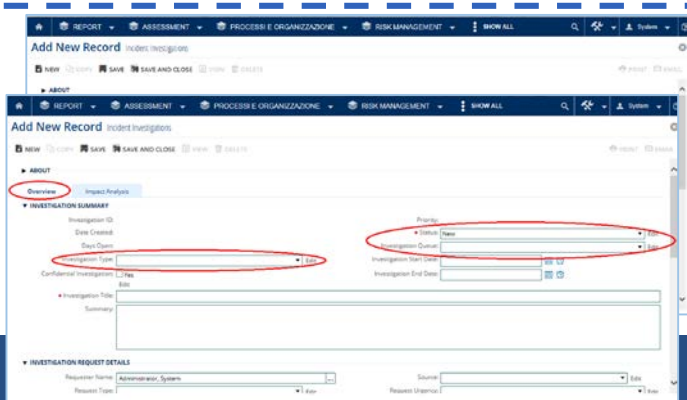 REPORT ASSESSMENT PROCESSI E ORGANIZZAZIONE RISK MANAGEMENT SHOW ALL System
Add New Record Incident Investigations
NEW COPY SAVE SAVE AND CLOSE VIEW DELETE PRINT EMAIL
ABOUT
REPORT ASSESSMENT PROCESSI E ORGANIZZAZIONE RISK MANAGEMENT SHOW ALL System
Add New Record Incident Investigations
NEW COPY SAVE SAVE AND CLOSE VIEW DELETE PRINT EMAIL
ABOUT
Overview Impact Analysis
INVESTIGATION SUMMARY
Investigation ID: Priority:
Date Created: Status: New Edit
Days Open: Investigation Queue: Edit
Investigation Type: Edit Investigation Start Date:
Confidential Investigation: Yes Investigation End Date:
Edit
Investigation Title:
Summary:
INVESTIGATION REQUEST DETAILS
Requester Name: Administrator, System ... Source: Edit
Request Type: Edit Request Urgency: Edit